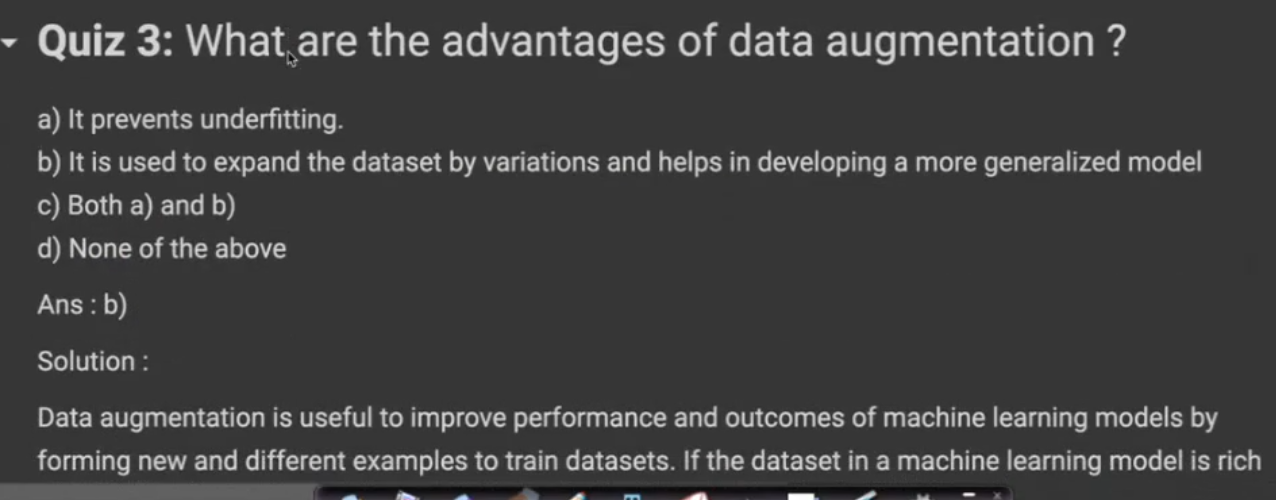 Quiz 3: What are the advantages of data augmentation ?
a) It prevents underfitting.
b) It is used to expand the dataset by variations and helps in developing a more generalized model
c) Both a) and b)
d) None of the above
Ans : b)
Solution :
Data augmentation is useful to improve performance and outcomes of machine learning models by
forming new and different examples to train datasets. If the dataset in a machine learning model is rich